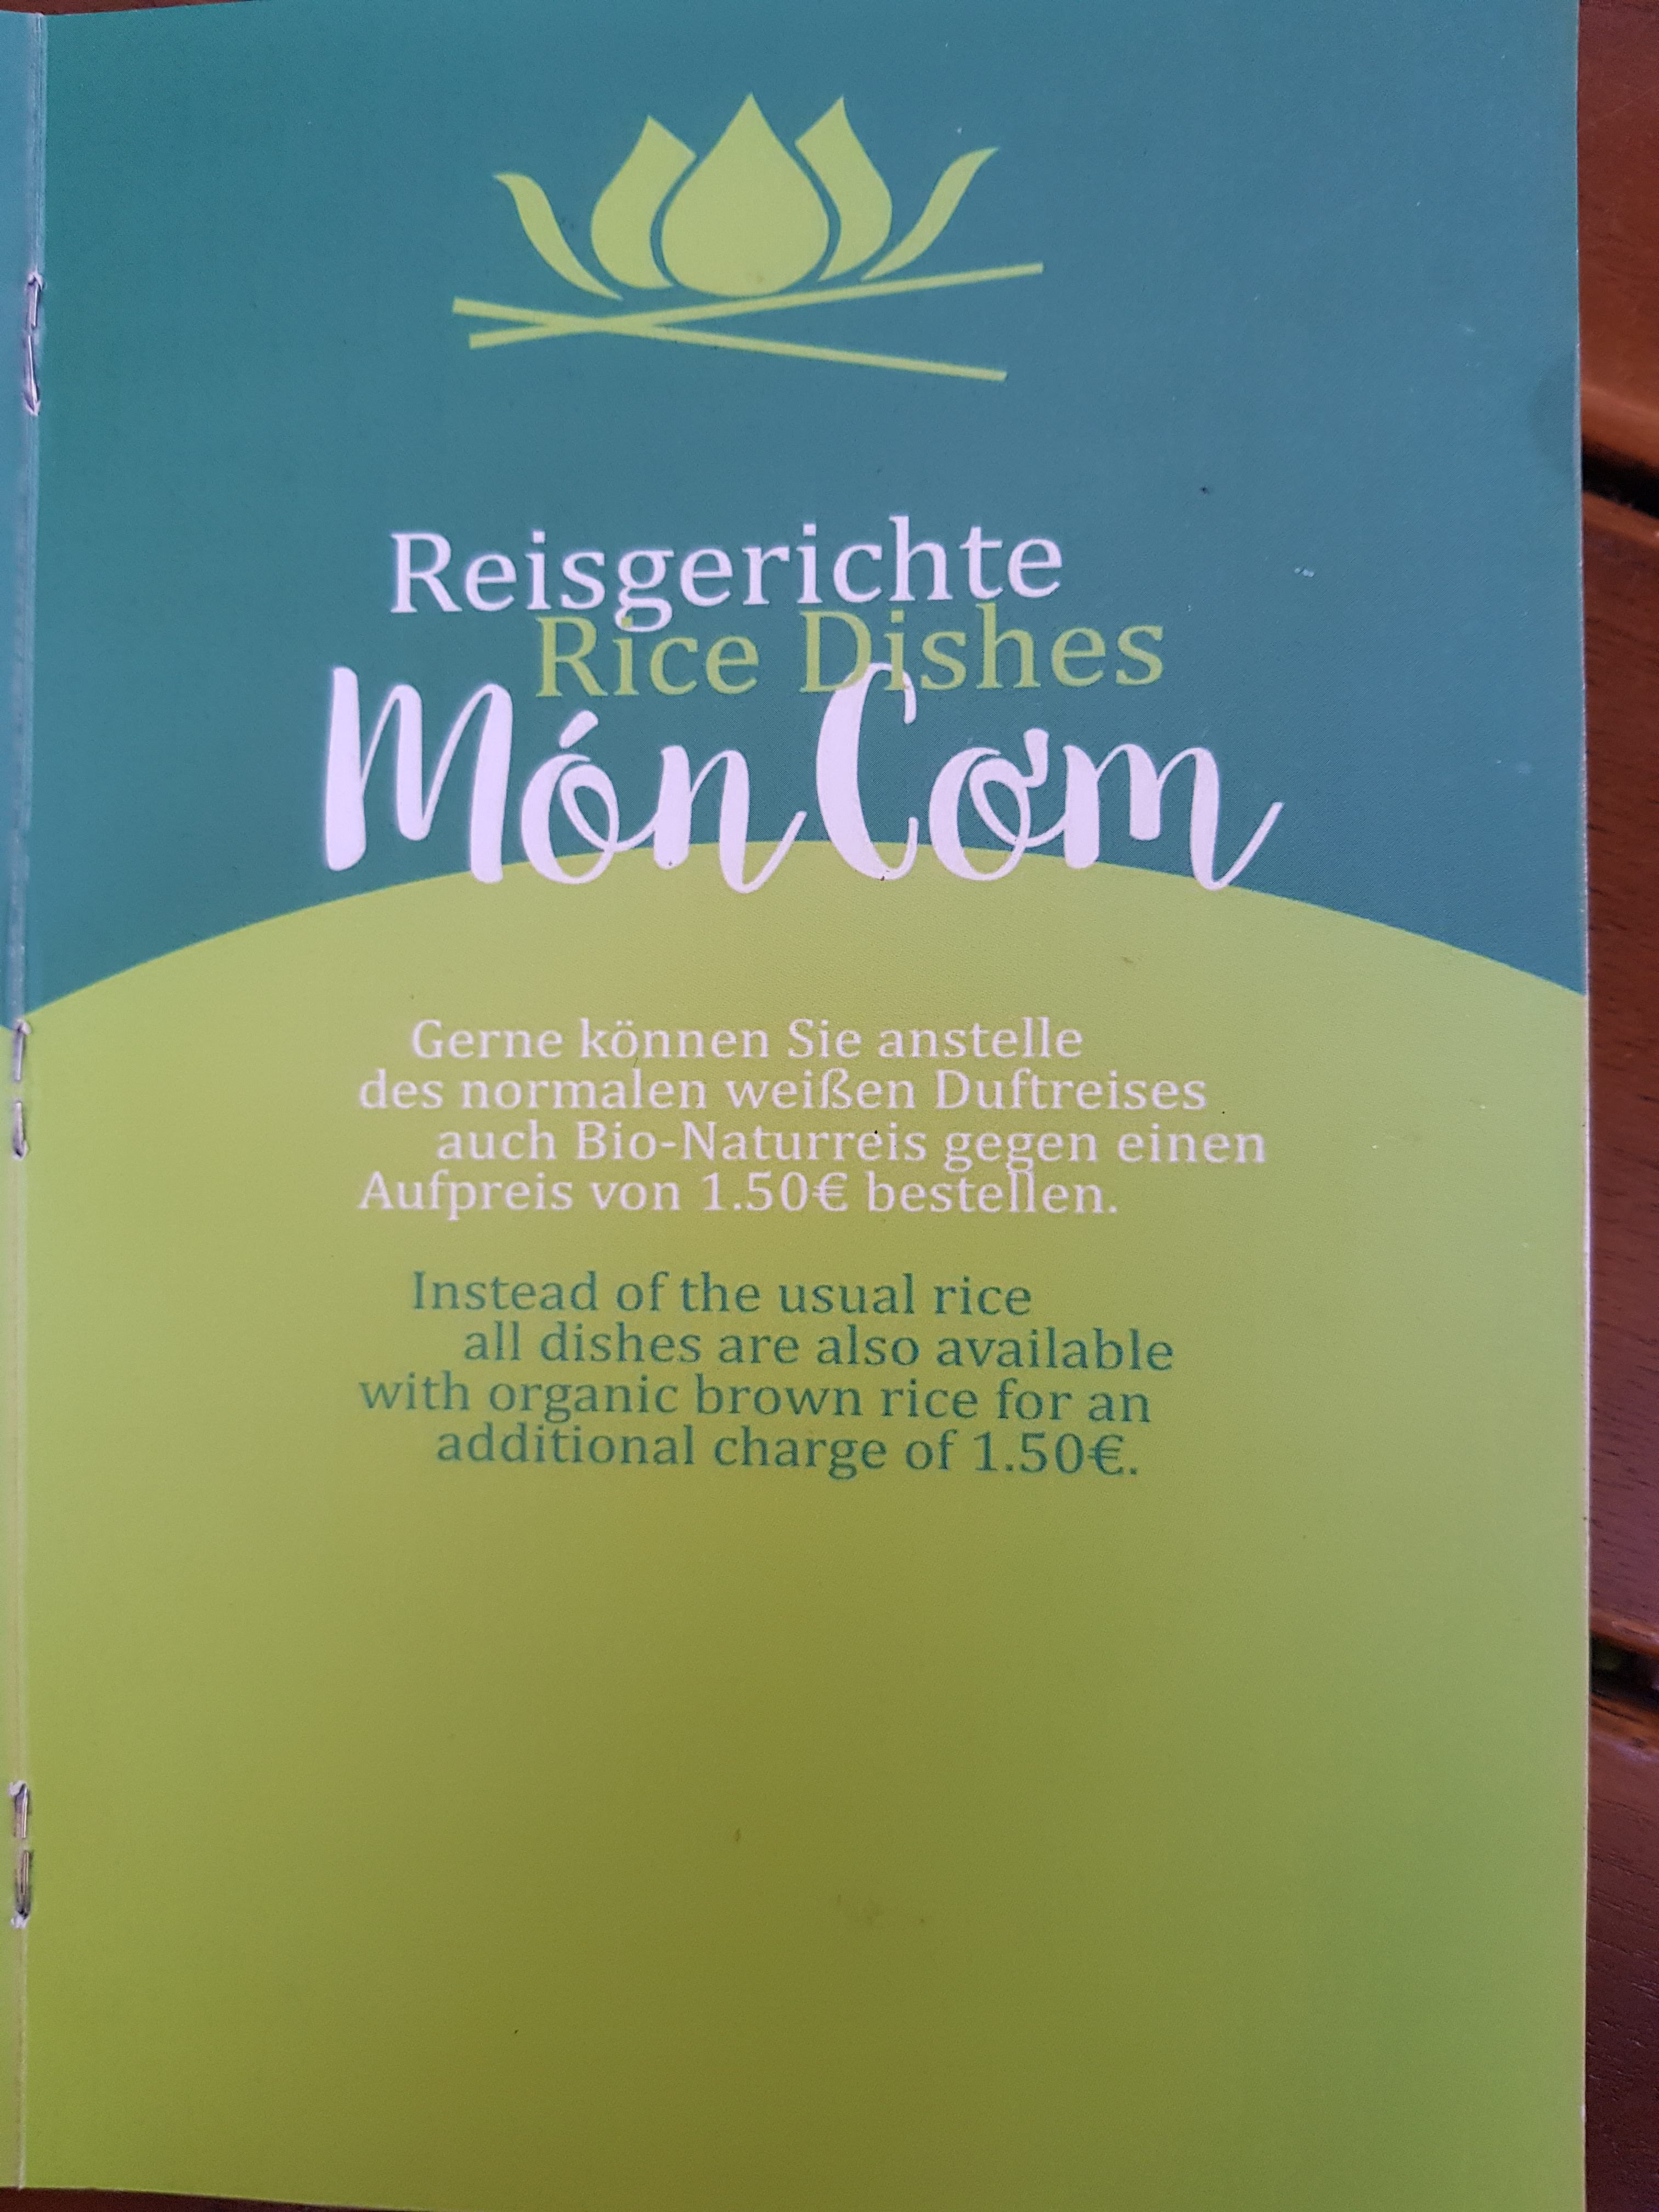 Reisgerichte
Rice Dishes
Món Cơm
Gerne können Sie anstelle
des normalen weißen Duftreises
auch Bio-Naturreis gegen einen
Aufpreis von 1.50€ bestellen.
Instead of the usual rice
all dishes are also available
with organic brown rice for an
additional charge of 1.50€.